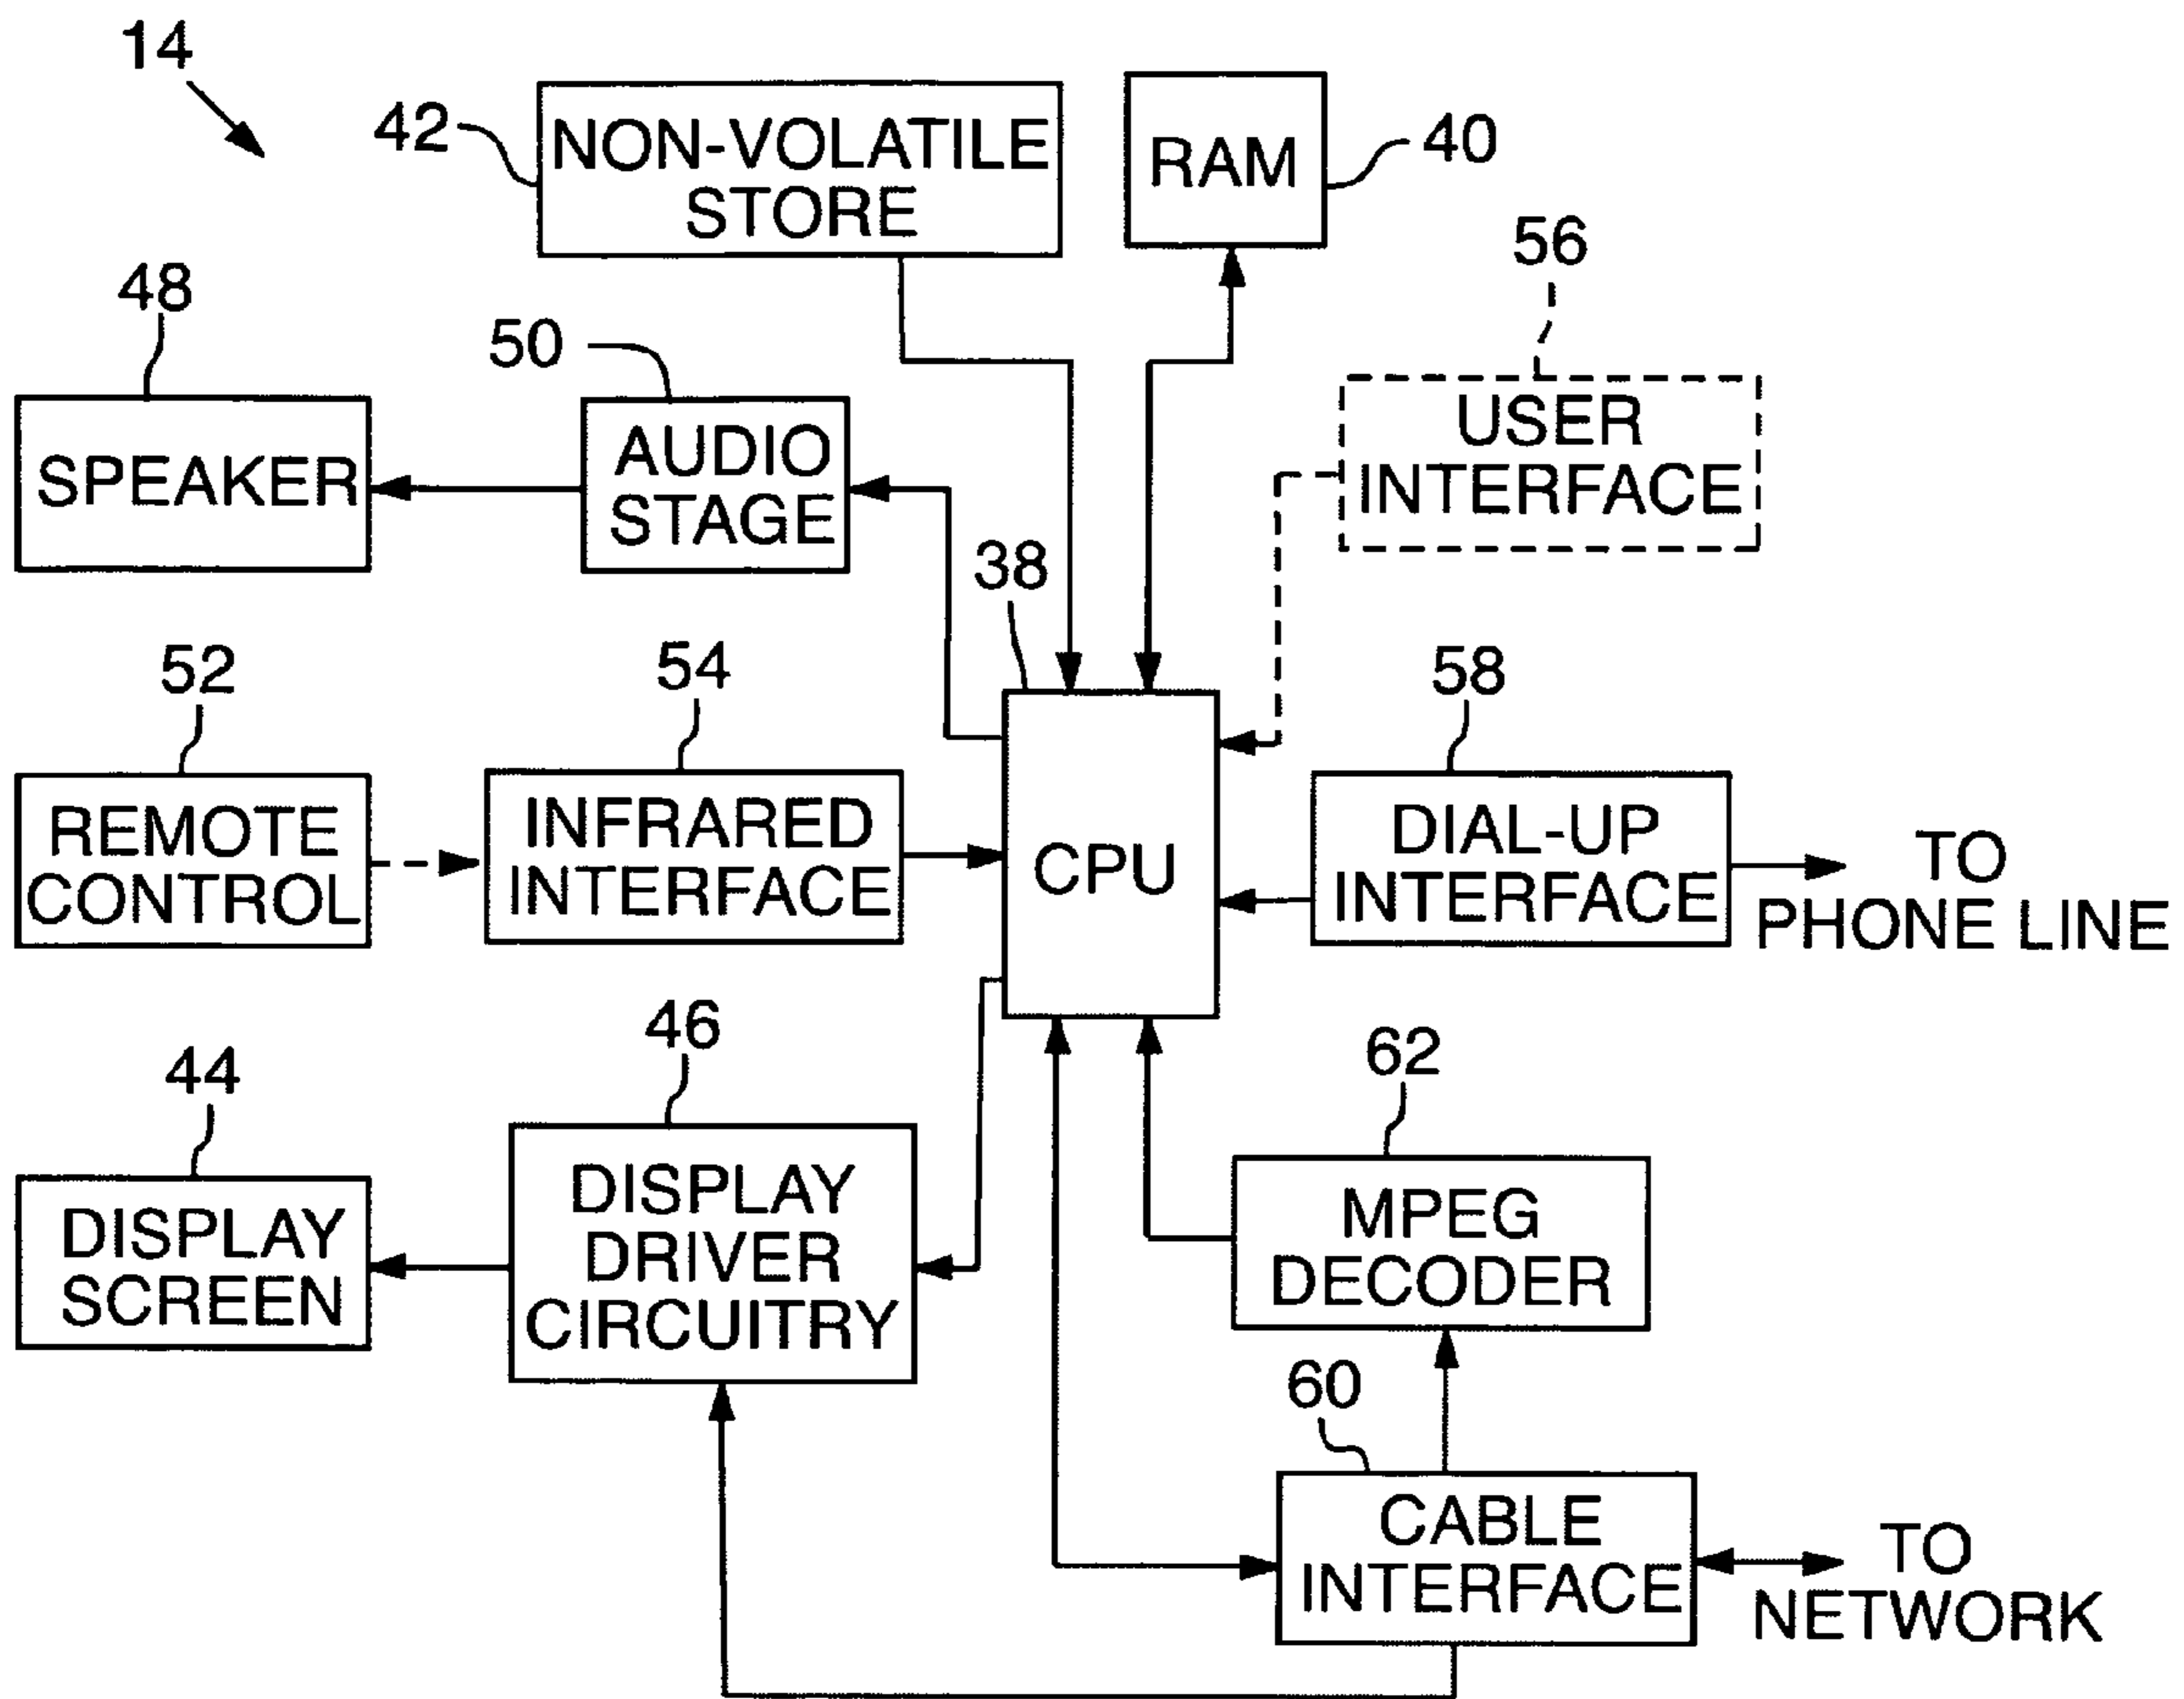 14
42
NON-VOLATILE
STORE
RAM
40
56
USER
INTERFACE
48
SPEAKER
50
AUDIO
STAGE
38
CPU
52
REMOTE
CONTROL
54
INFRARED
INTERFACE
58
DIAL-UP
INTERFACE
TO
PHONE LINE
44
DISPLAY
SCREEN
46
DISPLAY
DRIVER
CIRCUITRY
62
MPEG
DECODER
60
CABLE
INTERFACE
TO
NETWORK